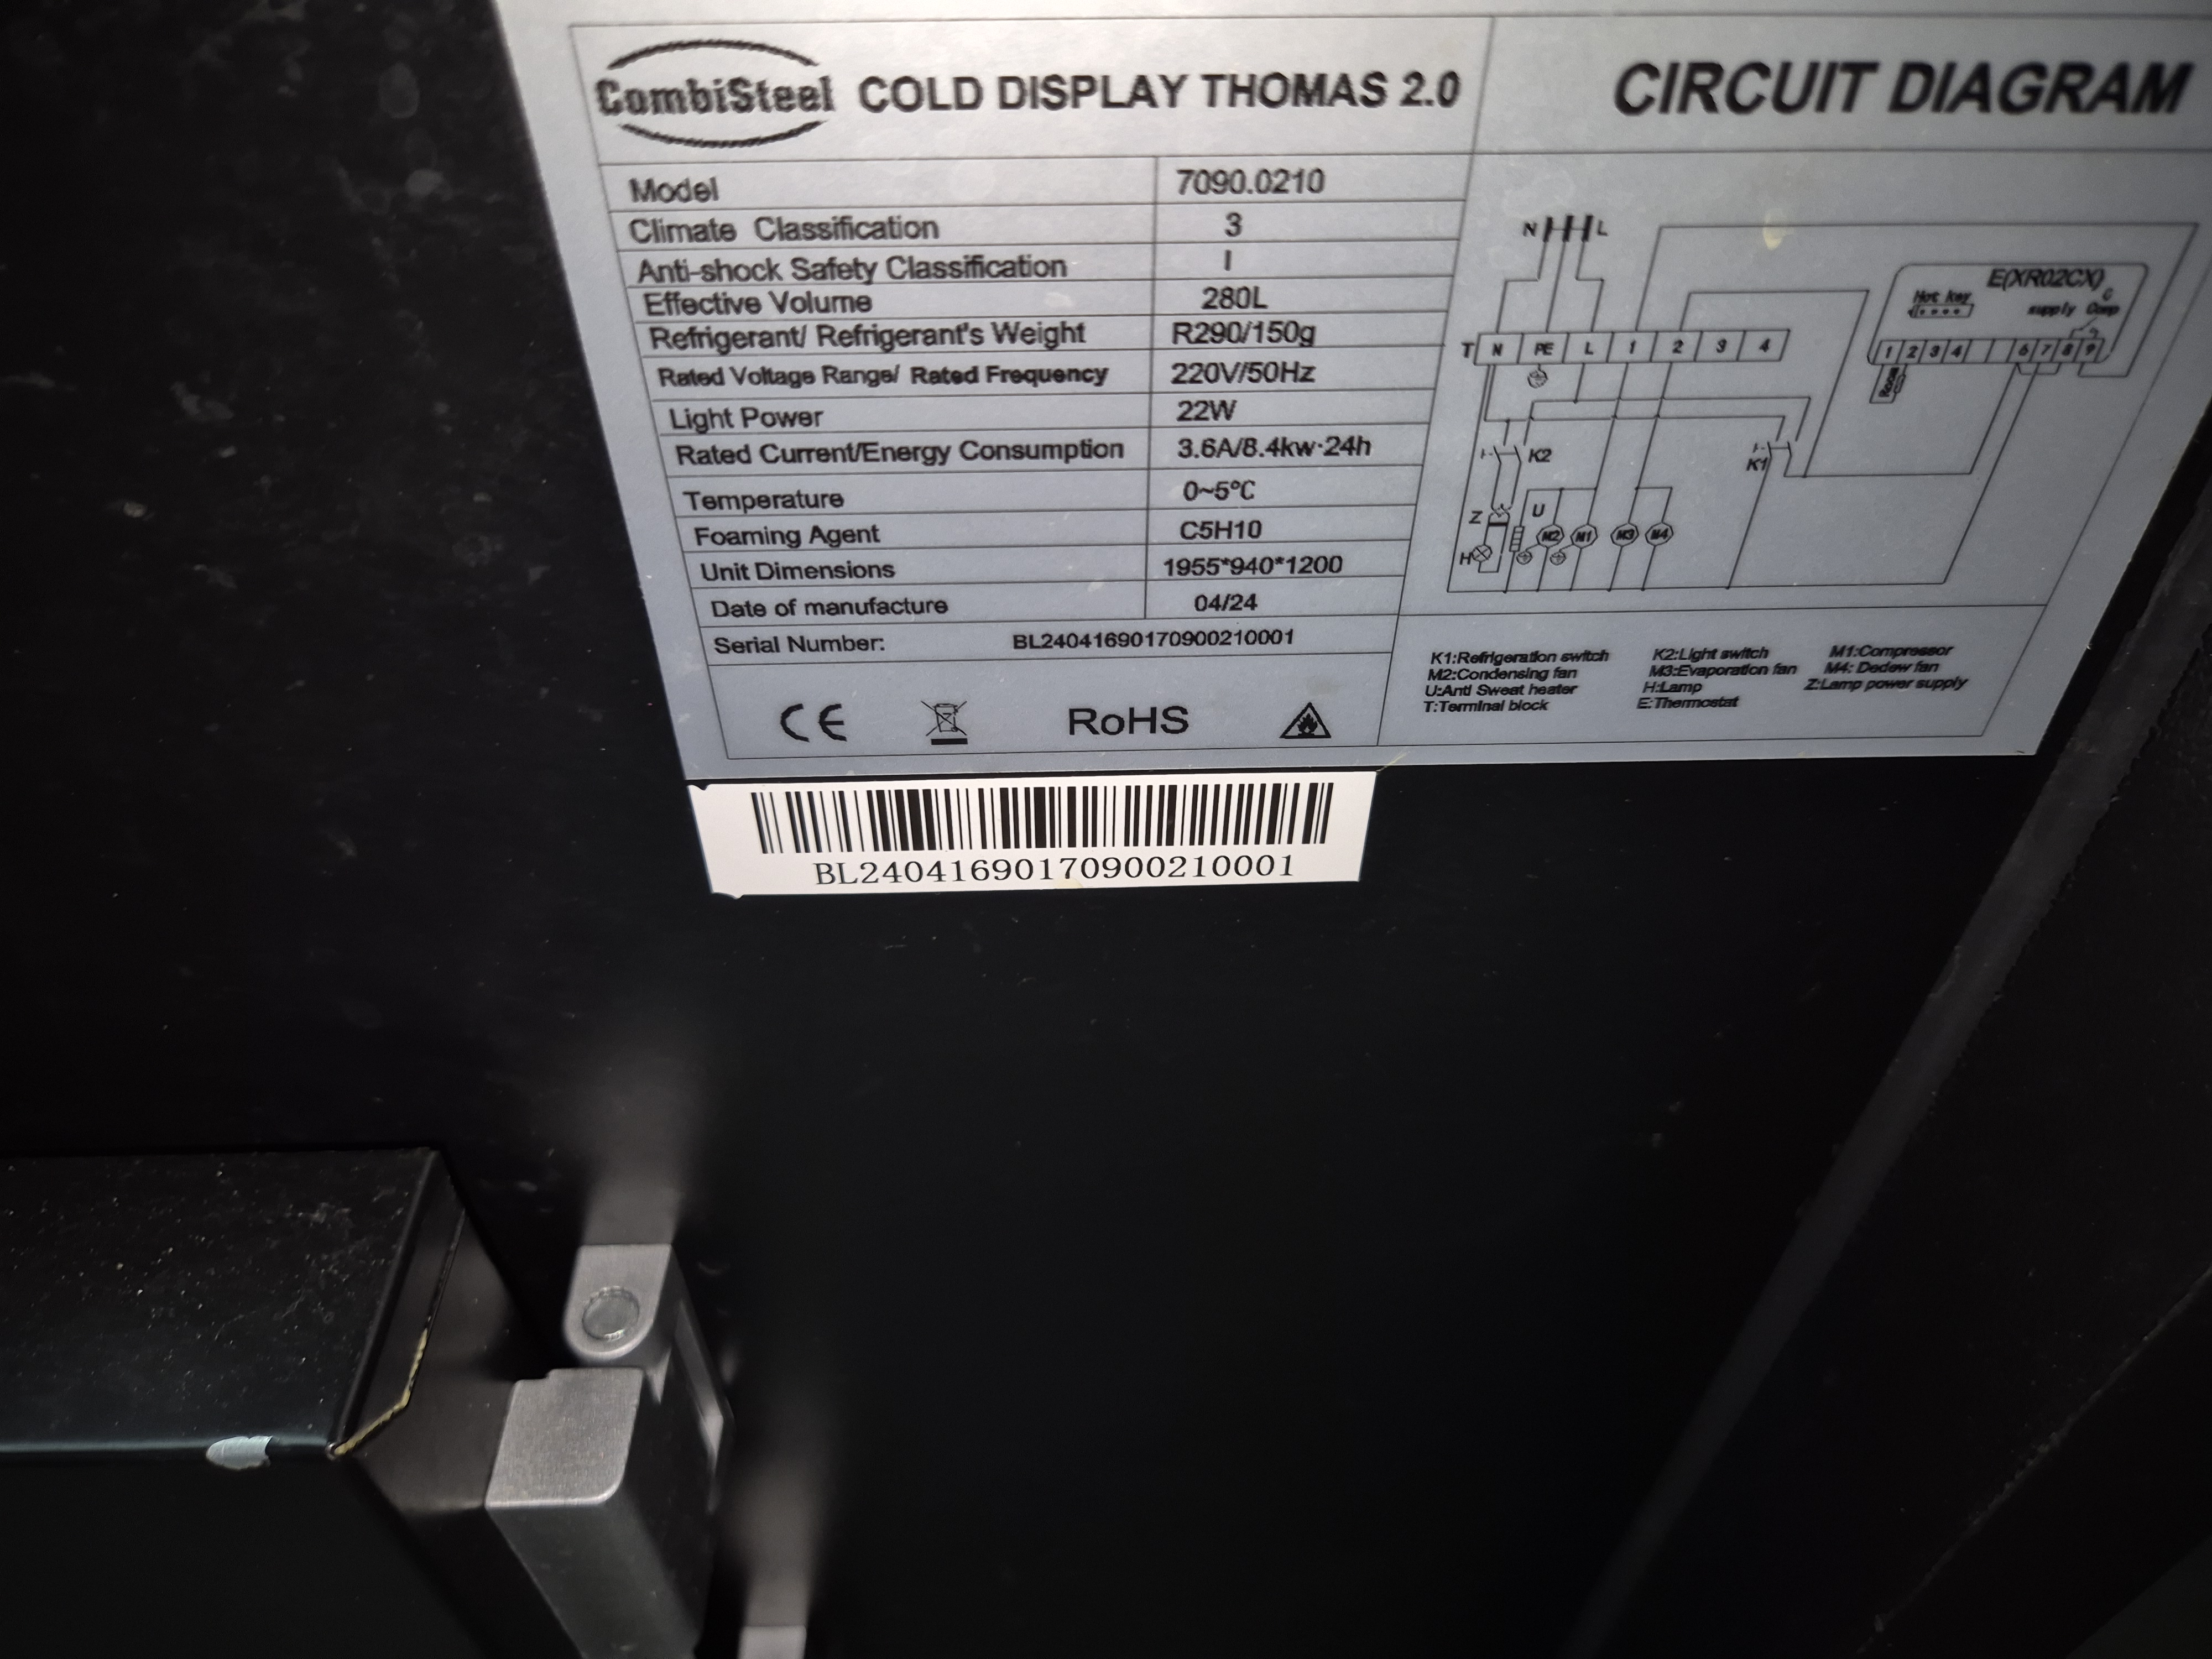 CombiSteel COLD DISPLAY THOMAS 2.0
Model 7090.0210
Climate Classification 3
Anti-shock Safety Classification I
Effective Volume 280L
Refrigerant/ Refrigerant's Weight R290/150g
Rated Voltage Range/ Rated Frequency 220V/50Hz
Light Power 22W
Rated Current/Energy Consumption 3.6A/8.4kw·24h
Temperature 0~5℃
Foaming Agent C5H10
Unit Dimensions 1955*940*1200
Date of manufacture 04/24
Serial Number: BL24041690170900210001
CE RoHS
CIRCUIT DIAGRAM
N L
E(XR02CX)
Hot key supply Comp
C
T N PE L 1 2 3 4
1 2 3 4 6 7 8 9
Room
K2
K1
Z U
M2 M1 M3 M4
H
K1:Refrigeration switch K2:Light switch M1:Compressor
M2:Condensing fan M3:Evaporation fan M4: Dedew fan
U:Anti Sweat heater H:Lamp Z:Lamp power supply
T:Terminal block E:Thermostat
BL24041690170900210001